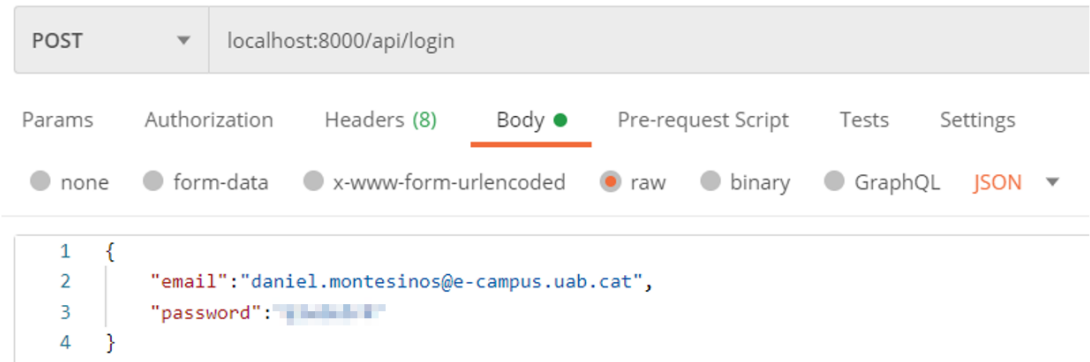 POST localhost:8000/api/login
Params Authorization Headers (8) Body Pre-request Script Tests Settings
none form-data x-www-form-urlencoded raw binary GraphQL JSON
1 {
2 "email":"daniel.montesinos@e-campus.uab.cat",
3 "password":" "
4 }